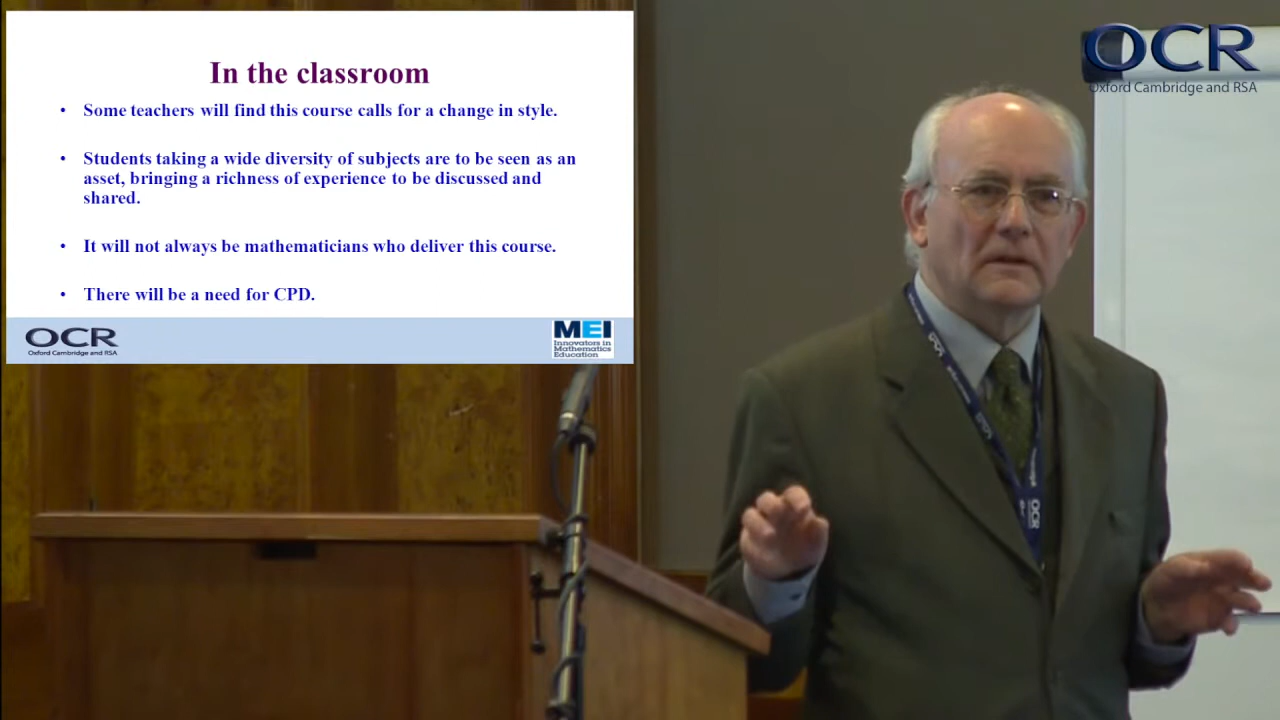 In the classroom
• Some teachers will find this course calls for a change in style.
• Students taking a wide diversity of subjects are to be seen as an
asset, bringing a richness of experience to be discussed and
shared.
• It will not always be mathematicians who deliver this course.
• There will be a need for CPD.
OCR
Oxford Cambridge and RSA
MEI
Innovators in
Mathematics
Education
OCR
Oxford Cambridge and RSA
OCR